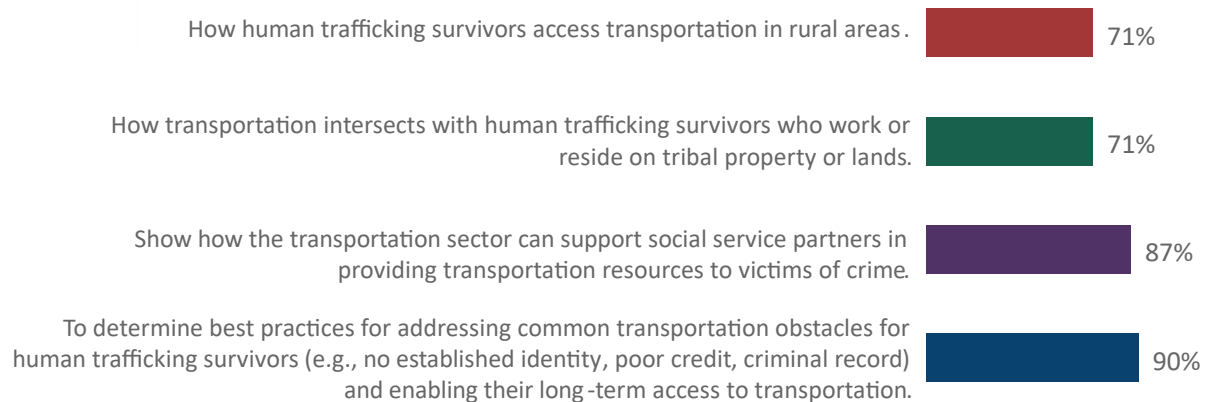 How human trafficking survivors access transportation in rural areas.
71%
How transportation intersects with human trafficking survivors who work or
reside on tribal property or lands.
71%
Show how the transportation sector can support social service partners in
providing transportation resources to victims of crime.
87%
To determine best practices for addressing common transportation obstacles for
human trafficking survivors (e.g., no established identity, poor credit, criminal record)
and enabling their long-term access to transportation.
90%